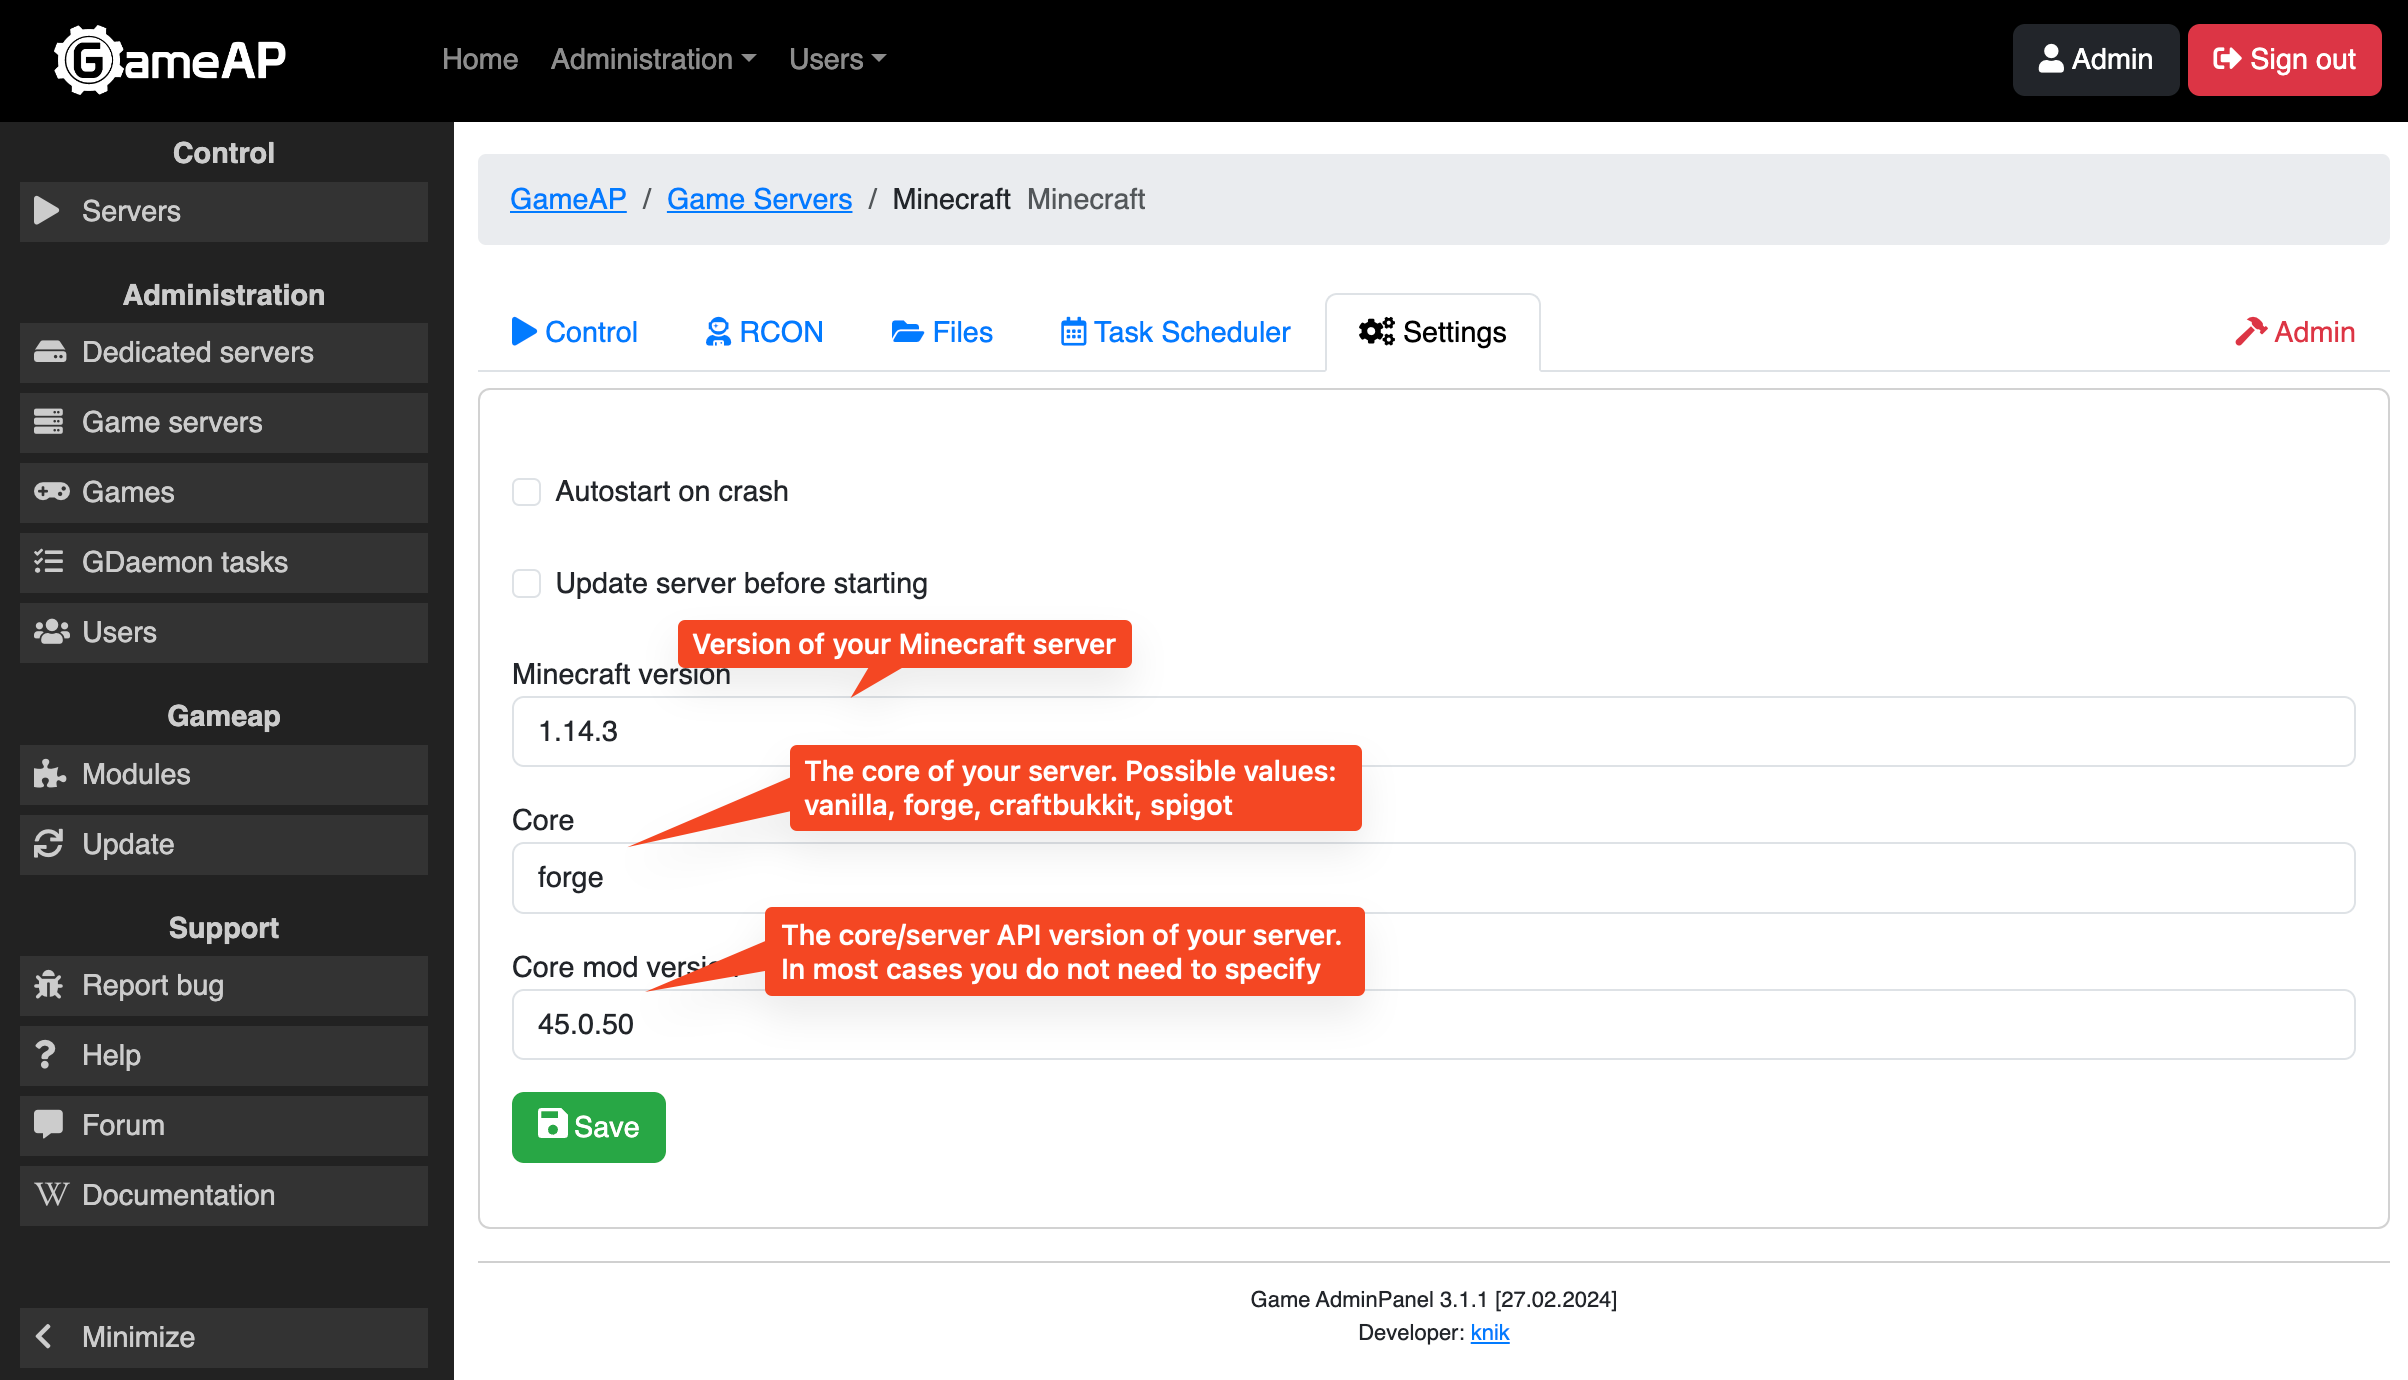 GameAP
Home Administration Users
Admin
Sign out
Control
Servers
Administration
Dedicated servers
Game servers
Games
GDaemon tasks
Users
Gameap
Modules
Update
Support
Report bug
Help
Forum
Documentation
Minimize
GameAP / Game Servers / Minecraft Minecraft
Control
RCON
Files
Task Scheduler
Settings
Admin
Autostart on crash
Update server before starting
Version of your Minecraft server
Minecraft version
1.14.3
The core of your server. Possible values:
vanilla, forge, craftbukkit, spigot
Core
forge
The core/server API version of your server.
In most cases you do not need to specify
Core mod version
45.0.50
Save
Game AdminPanel 3.1.1 [27.02.2024]
Developer: knik